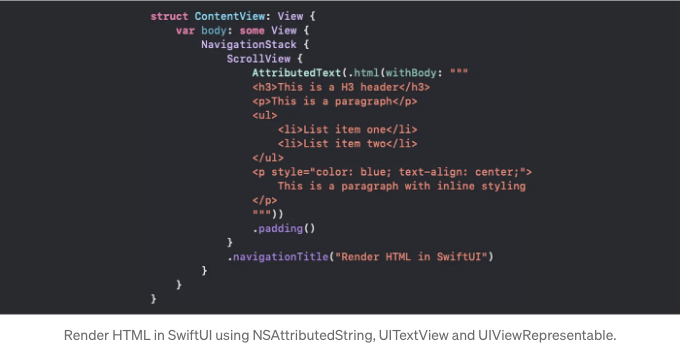 struct ContentView: View {
    var body: some View {
        NavigationStack {
            ScrollView {
                AttributedText(.html(withBody: """
                <h3>This is a H3 header</h3>
                <p>This is a paragraph</p>
                <ul>
                    <li>List item one</li>
                    <li>List item two</li>
                </ul>
                <p style="color: blue; text-align: center;">
                    This is a paragraph with inline styling
                </p>
                """))
                .padding()
            }
            .navigationTitle("Render HTML in SwiftUI")
        }
    }
}
Render HTML in SwiftUI using NSAttributedString, UITextView and UIViewRepresentable.